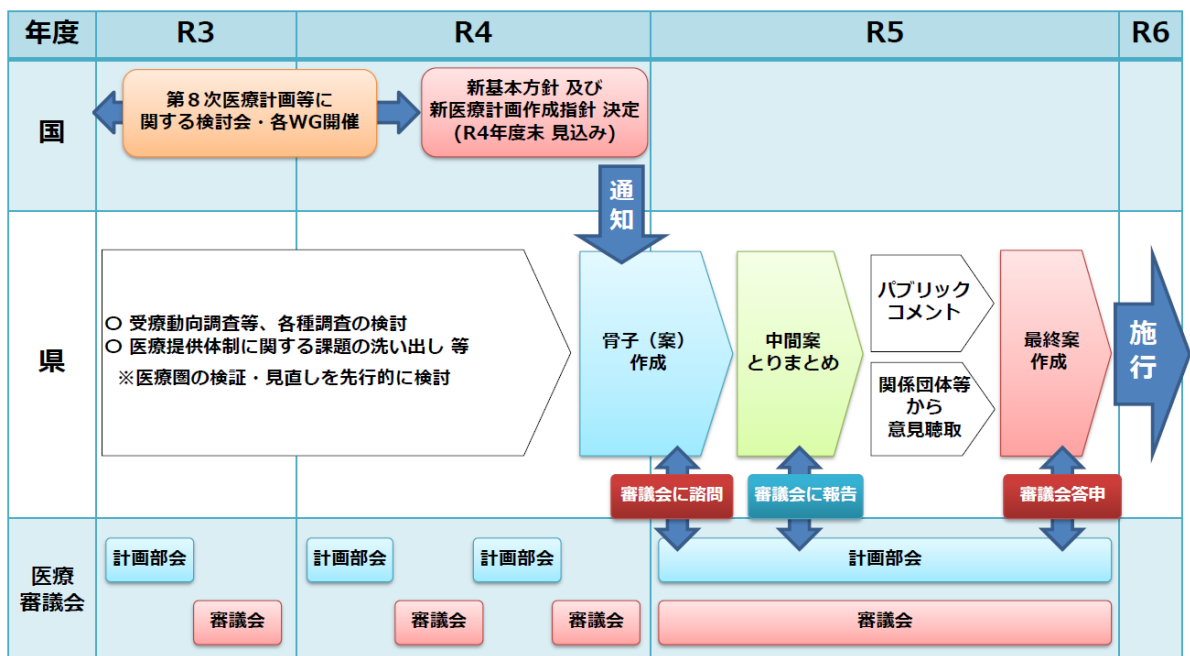 年度
R3
R4
R5
R6
国
第８次医療計画等に
関する検討会・各WG開催
新基本方針 及び
新医療計画作成指針 決定
(R4年度末 見込み)
通
知
県
〇 受療動向調査等、各種調査の検討
〇 医療提供体制に関する課題の洗い出し 等
※医療圏の検証・見直しを先行的に検討
骨子（案）
作成
中間案
とりまとめ
パブリック
コメント
関係団体等
から
意見聴取
最終案
作成
施
行
審議会に諮問
審議会に報告
審議会答申
医療
審議会
計画部会
審議会
計画部会
審議会
計画部会
審議会
計画部会
審議会